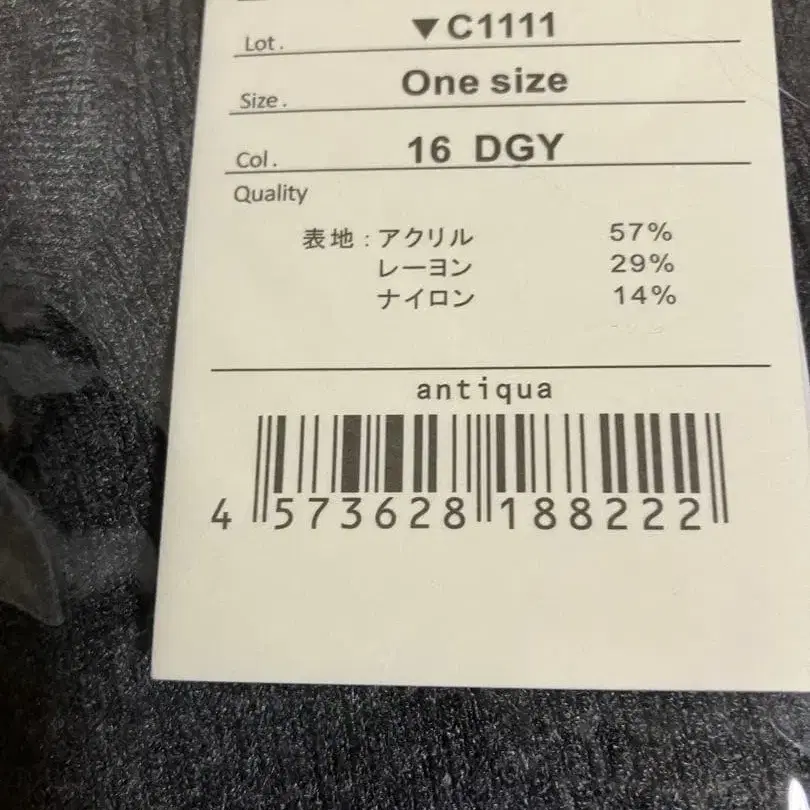 Lot. ▼C1111
Size. One size
Col. 16 DGY
Quality
表地：アクリル 57%
レーヨン 29%
ナイロン 14%
antiqua
4 573628 188222